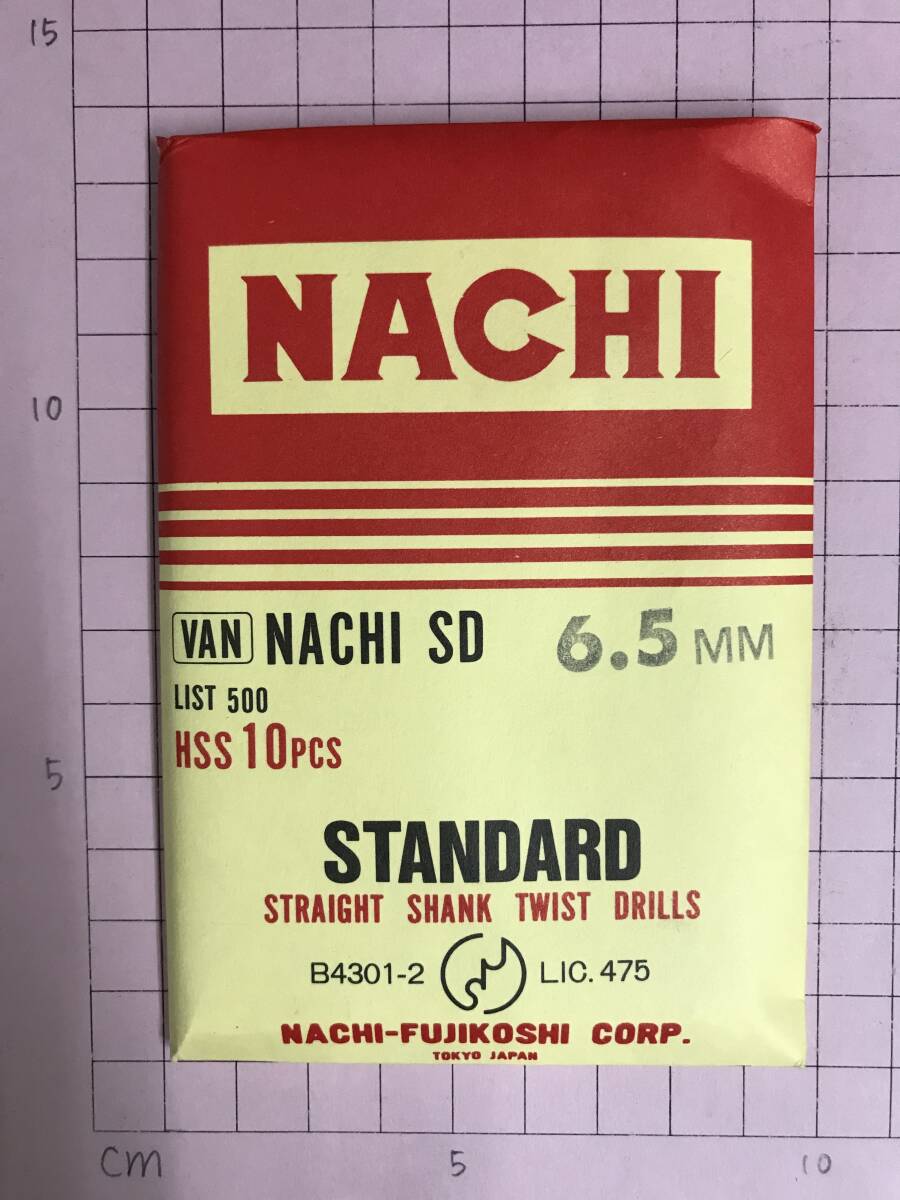 15
NACHI
10
VAN NACHI SD 6.5 MM
LIST 500
HSS 10PCS
5
STANDARD
STRAIGHT SHANK TWIST DRILLS
B4301-2 LIC. 475
NACHI-FUJIKOSHI CORP.
TOKYO JAPAN
cm 5 10